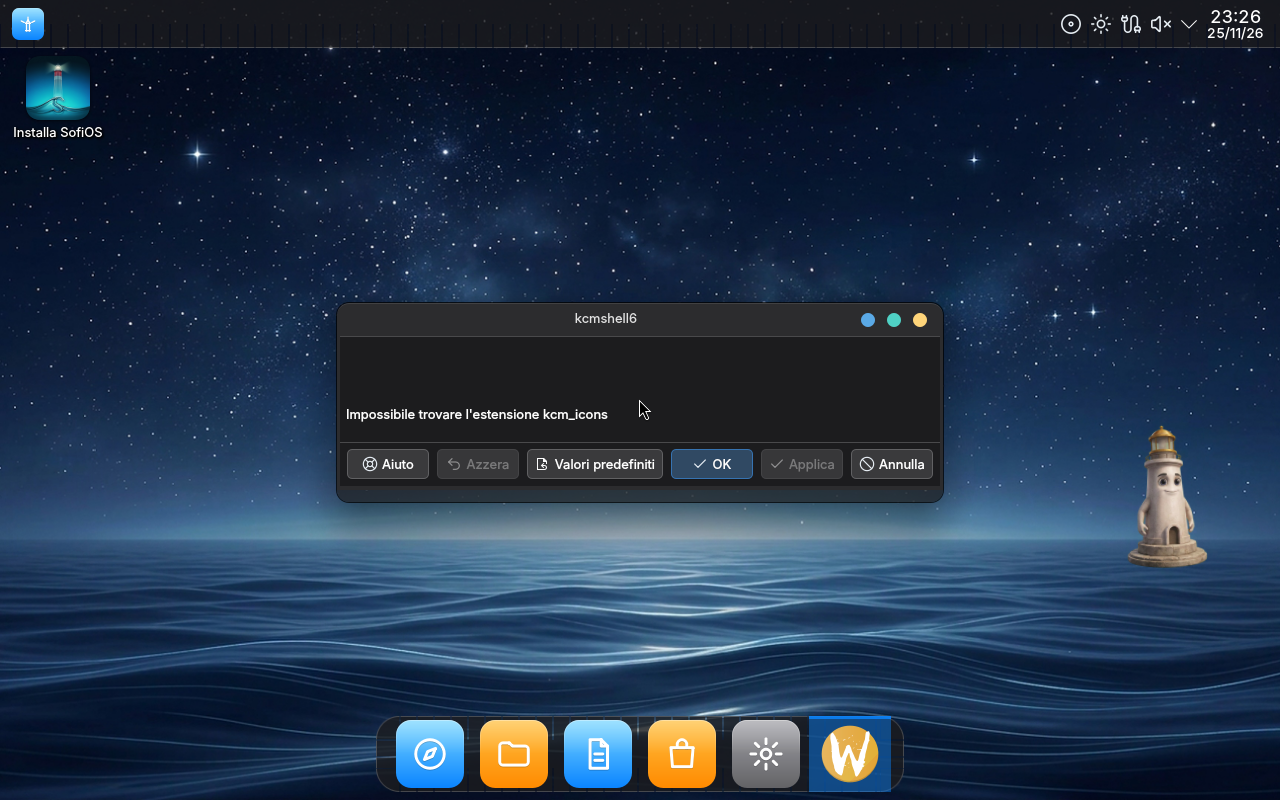 23:26
25/11/26
Installa SofiOS
kcmshell6
Impossibile trovare l'estensione kcm_icons
Aiuto
Azzera
Valori predefiniti
OK
Applica
Annulla
W